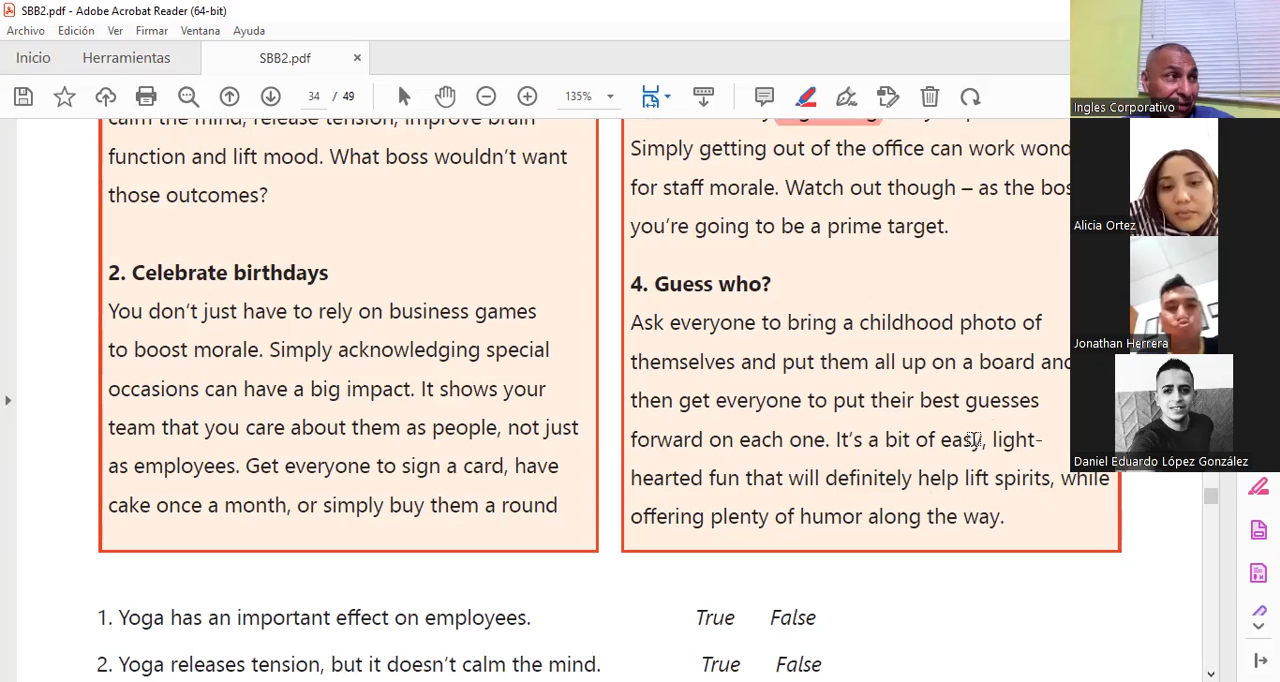 SBB2.pdf - Adobe Acrobat Reader (64-bit)
Archivo Edición Ver Firmar Ventana Ayuda
Inicio Herramientas SBB2.pdf ×
34 / 49 135%
calm the mind, release tension, improve brain
function and lift mood. What boss wouldn't want
those outcomes?
2. Celebrate birthdays
You don't just have to rely on business games
to boost morale. Simply acknowledging special
occasions can have a big impact. It shows your
team that you care about them as people, not just
as employees. Get everyone to sign a card, have
cake once a month, or simply buy them a round
Simply getting out of the office can work
for staff morale. Watch out though – as the
you're going to be a prime target.
4. Guess who?
Ask everyone to bring a childhood photo of
themselves and put them all up on a board and
then get everyone to put their best guesses
forward on each one. It's a bit of easy, light-
hearted fun that will definitely help lift spirits, while
offering plenty of humor along the way.
1. Yoga has an important effect on employees. True False
2. Yoga releases tension, but it doesn't calm the mind. True False
Ingles Corporativo
Alicia Ortez
Jonathan Herrera
Daniel Eduardo López González